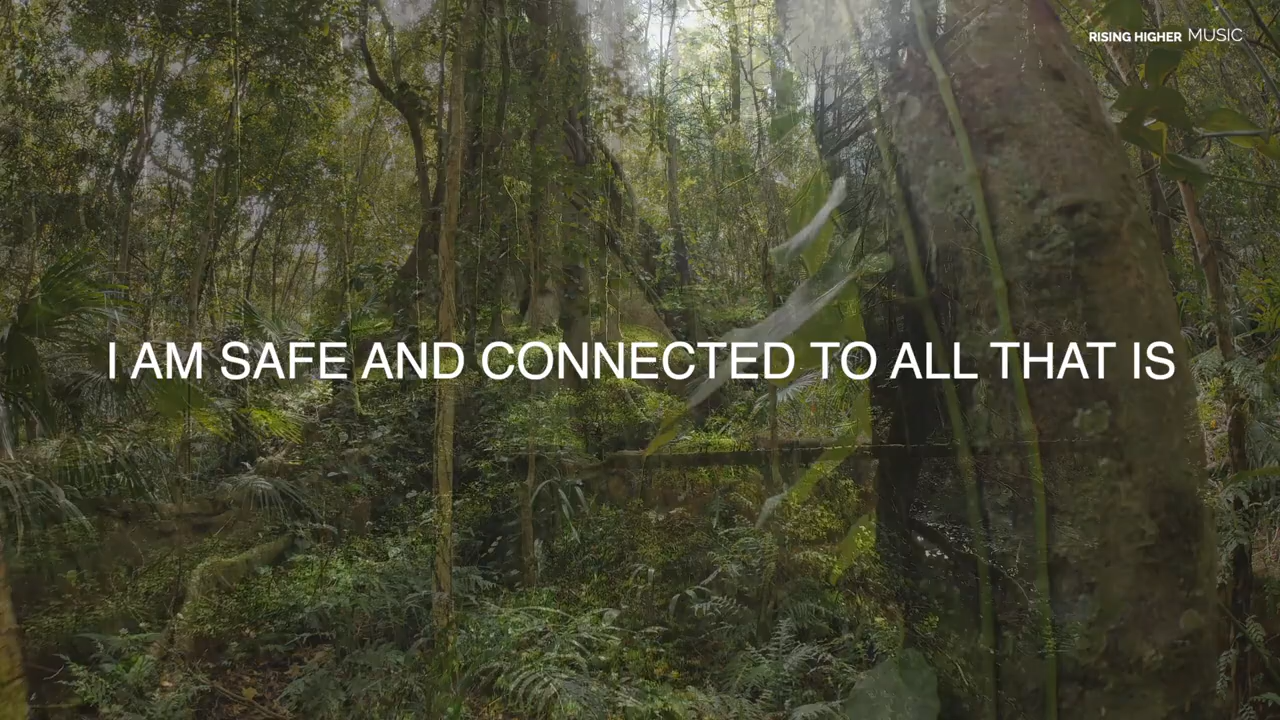 RISING HIGHER MUSIC
I AM SAFE AND CONNECTED TO ALL THAT IS